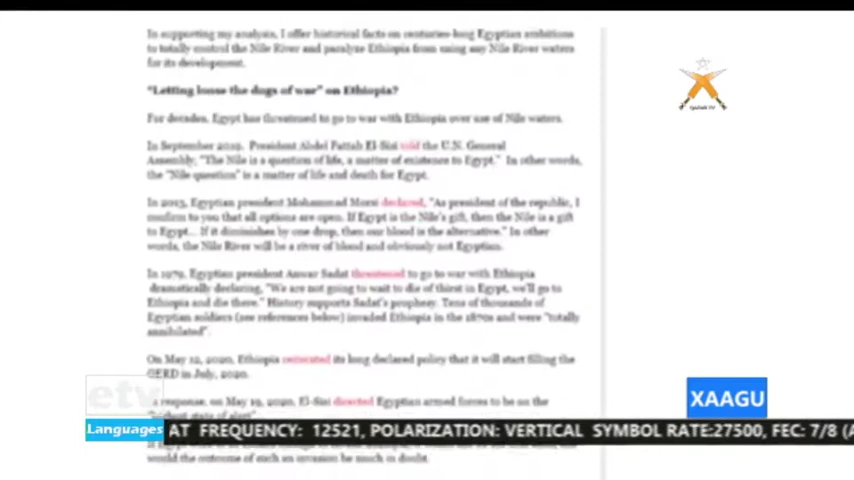 In supporting my analysis, I offer historical facts on centuries-long Egyptian ambitions
to totally control the Nile River and paralyze Ethiopia from using any Nile River waters
for its development.
“Letting loose the dogs of war” on Ethiopia?
For decades, Egypt has threatened to go to war with Ethiopia over use of Nile waters.
In September 2019, President Abdel Fattah El-Sisi told the U.N. General
Assembly, “The Nile is a question of life, a matter of existence to Egypt.” In other words,
the “Nile question” is a matter of life and death for Egypt.
In 2013, Egyptian president Mohammad Morsi declared, “As president of the republic, I
confirm to you that all options are open. If Egypt is the Nile's gift, then the Nile is a gift
to Egypt... If it diminishes by one drop, then our blood is the alternative.” In other
words, the Nile River will be a river of blood and obviously not Egyptian.
In 1979, Egyptian president Anwar Sadat threatened to go to war with Ethiopia
dramatically declaring, “We are not going to wait to die of thirst in Egypt, we'll go to
Ethiopia and die there.” History supports Sadat's prophesy. Tens of thousands of
Egyptian soldiers (see references below) invaded Ethiopia in the 1870s and were “totally
annihilated”.
On May 12, 2020, Ethiopia reiterated its long declared policy that it will start filling the
GERD in July, 2020.
response, on May 19, 2020, El-Sisi directed Egyptian armed forces to be on the
“highest state of alert”.
would the outcome of such an invasion be much in doubt.
etv
Languages
AT FREQUENCY: 12521, POLARIZATION: VERTICAL SYMBOL RATE:27500, FEC: 7/8 (A
XAAGU